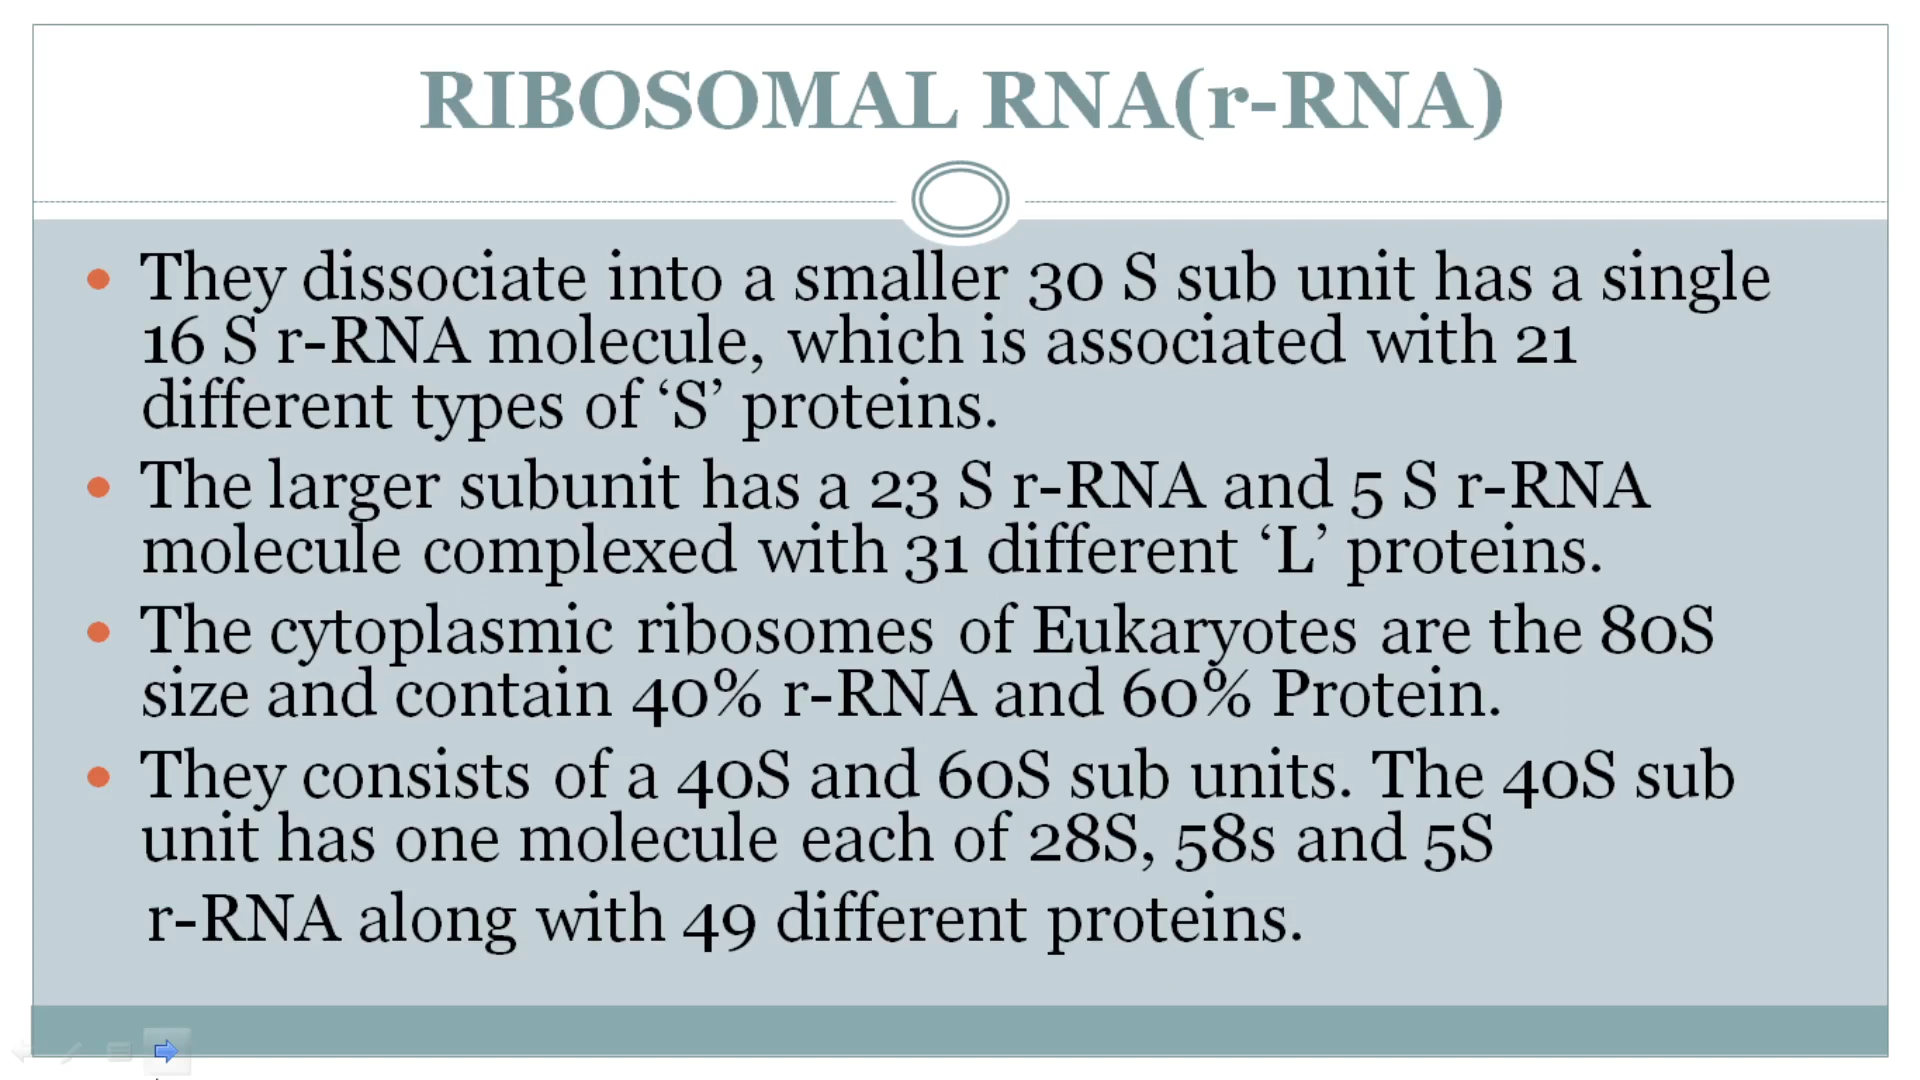 RIBOSOMAL RNA(r-RNA)
• They dissociate into a smaller 30 S sub unit has a single
16 S r-RNA molecule, which is associated with 21
different types of ‘S’ proteins.
• The larger subunit has a 23 S r-RNA and 5 S r-RNA
molecule complexed with 31 different ‘L’ proteins.
• The cytoplasmic ribosomes of Eukaryotes are the 80S
size and contain 40% r-RNA and 60% Protein.
• They consists of a 40S and 60S sub units. The 40S sub
unit has one molecule each of 28S, 58s and 5S
r-RNA along with 49 different proteins.